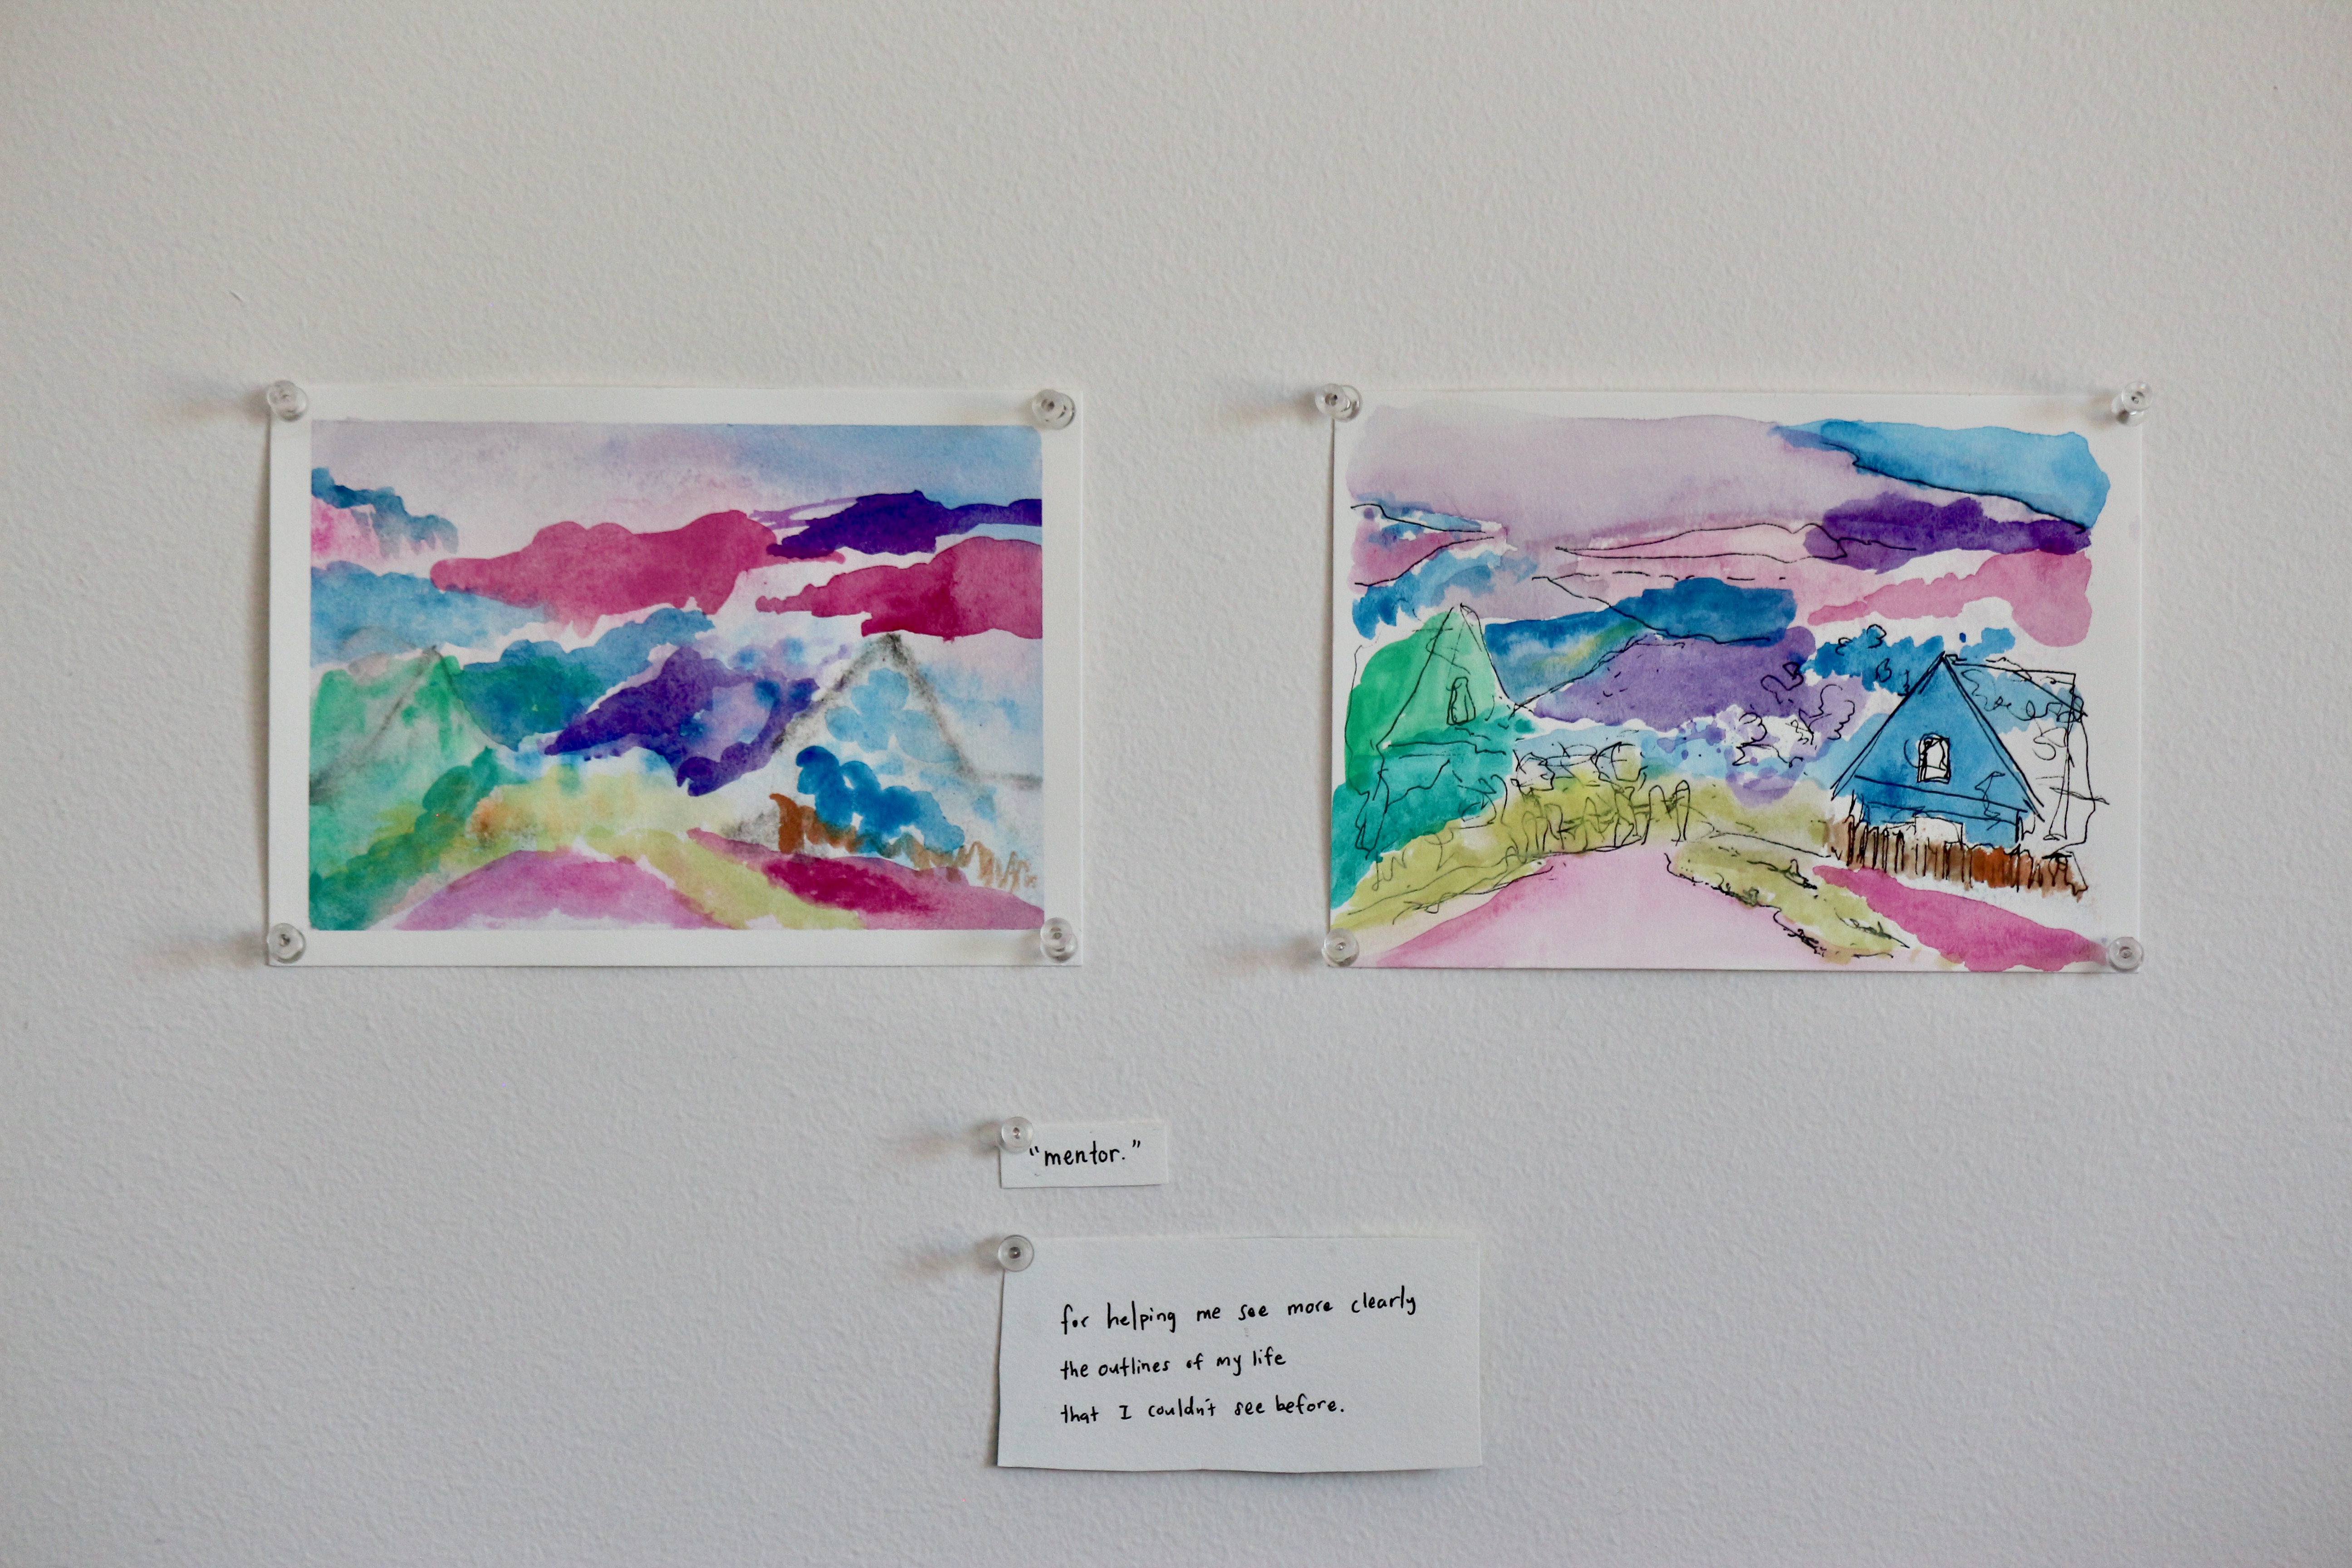 "mentor."
for helping me see more clearly
the outlines of my life
that I couldn't see before.